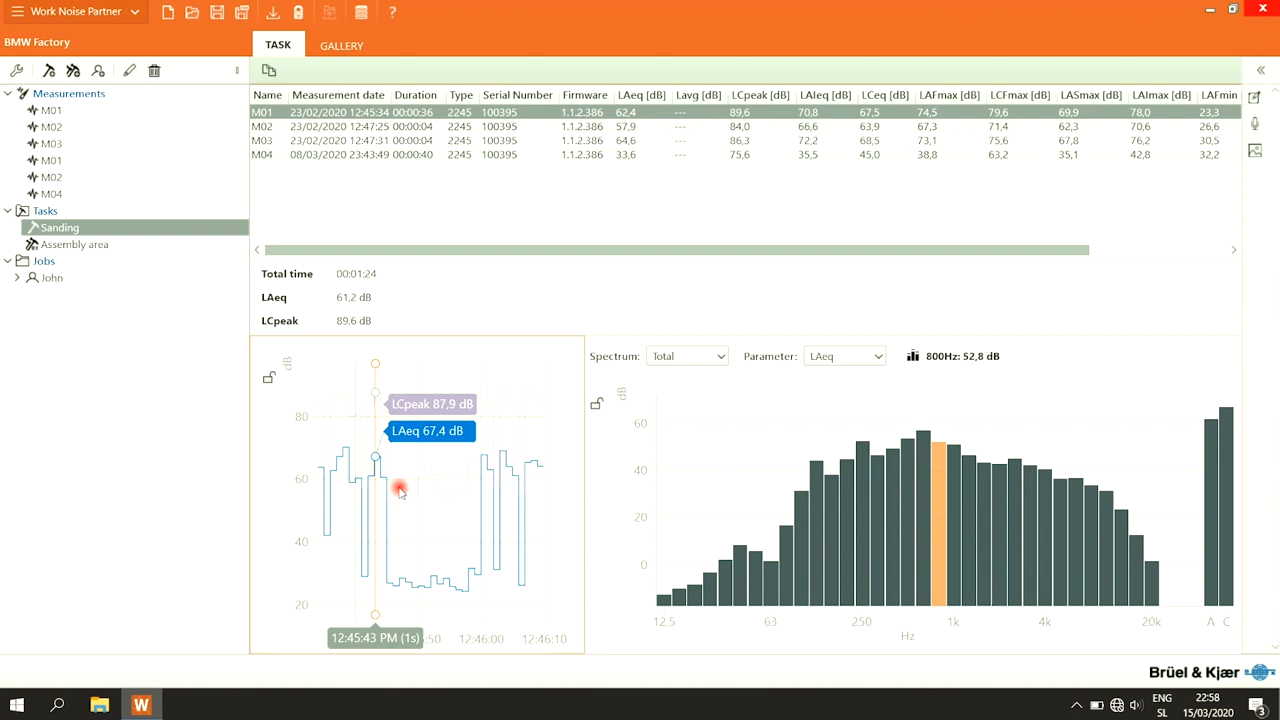 Work Noise Partner
BMW Factory
TASK GALLERY
Measurements
M01
M02
M03
M01
M02
M04
Tasks
Sanding
Assembly area
Jobs
John
Name Measurement date Duration Type Serial Number Firmware LAeq [dB] Lavg [dB] LCpeak [dB] LAIeq [dB] LCeq [dB] LAFmax [dB] LCFmax [dB] LASmax [dB] LAImax [dB] LAFmin
M01 23/02/2020 12:45:34 00:00:36 2245 100395 1.1.2.386 62,4 --- 89,6 70,8 67,5 74,5 79,6 69,9 78,0 23,3
M02 23/02/2020 12:47:25 00:00:04 2245 100395 1.1.2.386 57,9 --- 84,0 66,6 63,9 67,3 71,4 62,3 70,6 26,6
M03 23/02/2020 12:47:31 00:00:04 2245 100395 1.1.2.386 64,6 --- 86,3 72,2 68,5 73,1 75,6 67,8 76,2 30,5
M04 08/03/2020 23:43:49 00:00:40 2245 100395 1.1.2.386 33,6 --- 75,6 35,5 45,0 38,8 63,2 35,1 42,8 32,2
Total time 00:01:24
LAeq 61,2 dB
LCpeak 89,6 dB
dB
LCpeak 87,9 dB
LAeq 67,4 dB
80
60
40
20
12:45:43 PM (1s) :50 12:46:00 12:46:10
Spectrum: Total Parameter: LAeq 800Hz: 52,8 dB
dB
60
40
20
0
12.5 63 250 1k 4k 20k A C
Hz
Brüel & Kjær
W
ENG
SL
22:58
15/03/2020
3